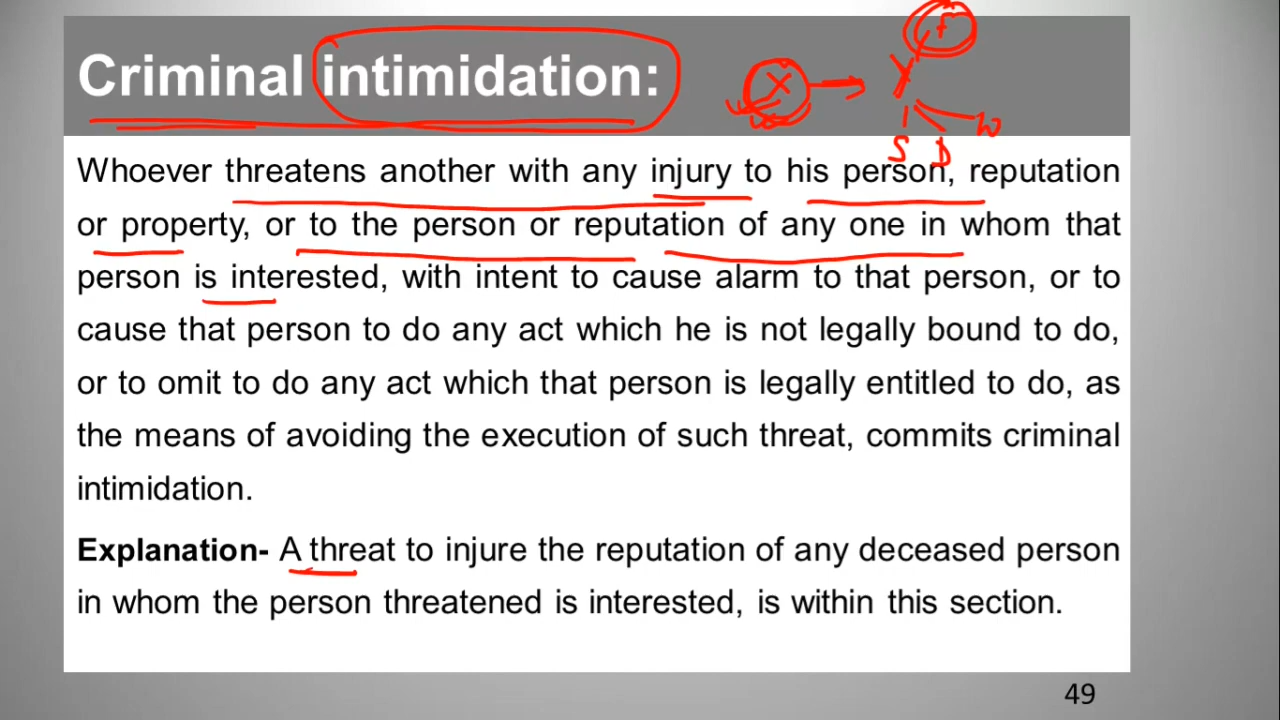 Criminal intimidation:
X
Y
F
S
D
W
Whoever threatens another with any injury to his person, reputation
or property, or to the person or reputation of any one in whom that
person is interested, with intent to cause alarm to that person, or to
cause that person to do any act which he is not legally bound to do,
or to omit to do any act which that person is legally entitled to do, as
the means of avoiding the execution of such threat, commits criminal
intimidation.
Explanation- A threat to injure the reputation of any deceased person
in whom the person threatened is interested, is within this section.
49